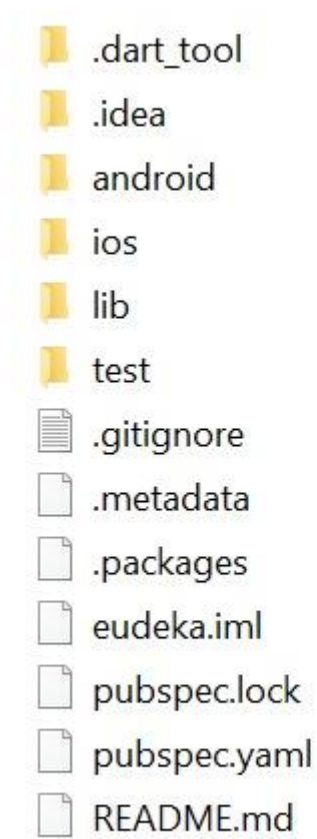 .dart_tool
.idea
android
ios
lib
test
.gitignore
.metadata
.packages
eudeka.iml
pubspec.lock
pubspec.yaml
README.md